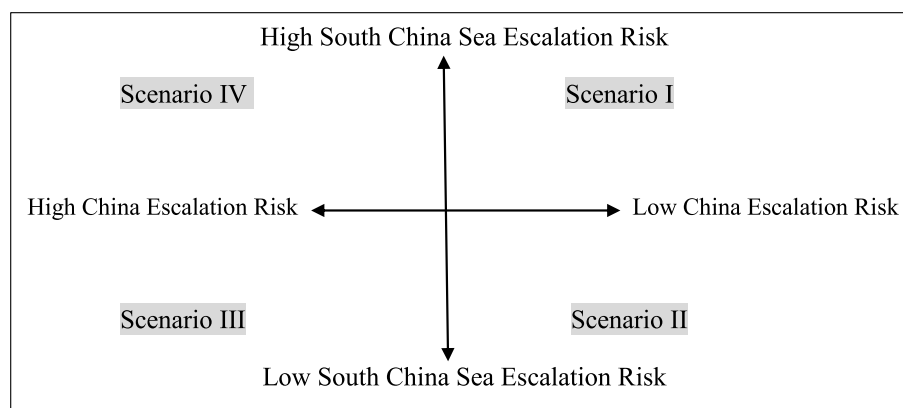 High South China Sea Escalation Risk
Scenario IV
Scenario I
High China Escalation Risk
Low China Escalation Risk
Scenario III
Scenario II
Low South China Sea Escalation Risk